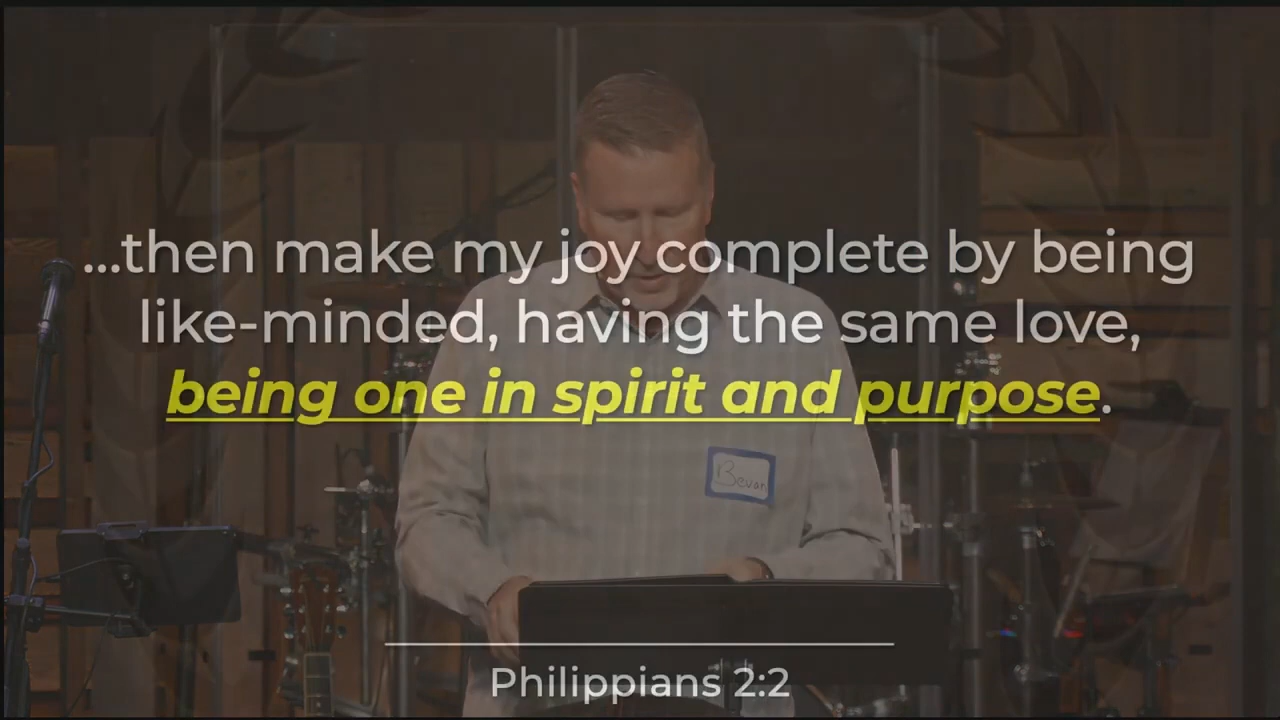 ...then make my joy complete by being
like-minded, having the same love,
being one in spirit and purpose.
Bevan
Philippians 2:2